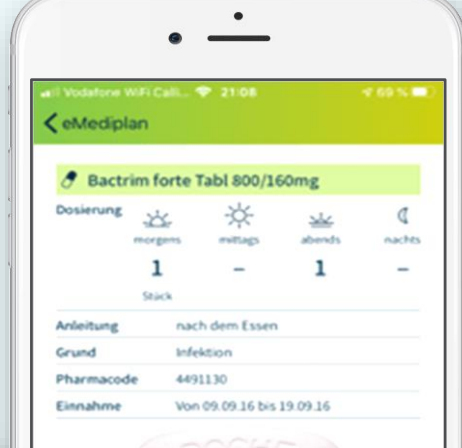 Vodafone WiFi Calli... 21:08 69 %
eMediplan
Bactrim forte Tabl 800/160mg
Dosierung
morgens mittags abends nachts
1 – 1 –
Stück
Anleitung nach dem Essen
Grund Infektion
Pharmacode 4491130
Einnahme Von 09.09.16 bis 19.09.16
ROCHE